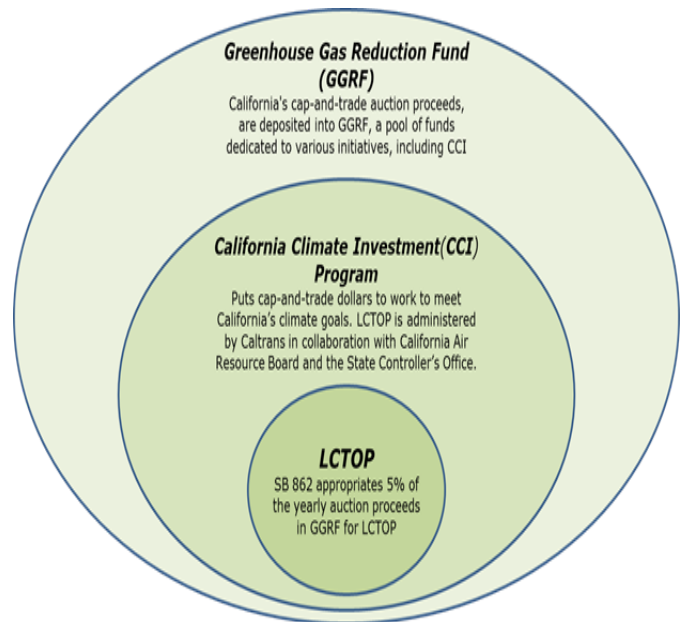 Greenhouse Gas Reduction Fund
(GGRF)
California's cap-and-trade auction proceeds,
are deposited into GGRF, a pool of funds
dedicated to various initiatives, including CCI
California Climate Investment(CCI)
Program
Puts cap-and-trade dollars to work to meet
California's climate goals. LCTOP is administered
by Caltrans in collaboration with California Air
Resource Board and the State Controller's Office.
LCTOP
SB 862 appropriates 5% of
the yearly auction proceeds
in GGRF for LCTOP